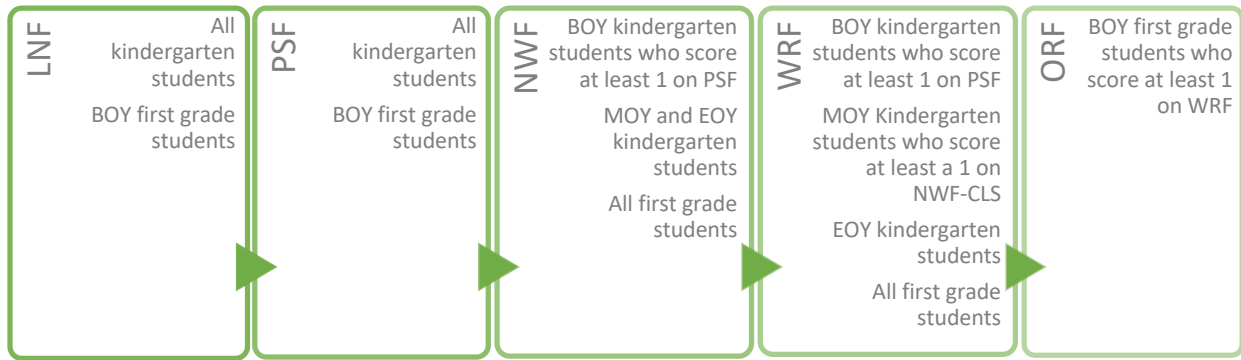 LNF
All
kindergarten
students
BOY first grade
students
PSF
All
kindergarten
students
BOY first grade
students
NWF
BOY kindergarten
students who score
at least 1 on PSF
MOY and EOY
kindergarten
students
All first grade
students
WRF
BOY kindergarten
students who score
at least 1 on PSF
MOY Kindergarten
students who score
at least a 1 on
NWF-CLS
EOY kindergarten
students
All first grade
students
ORF
BOY first grade
students who
score at least 1
on WRF